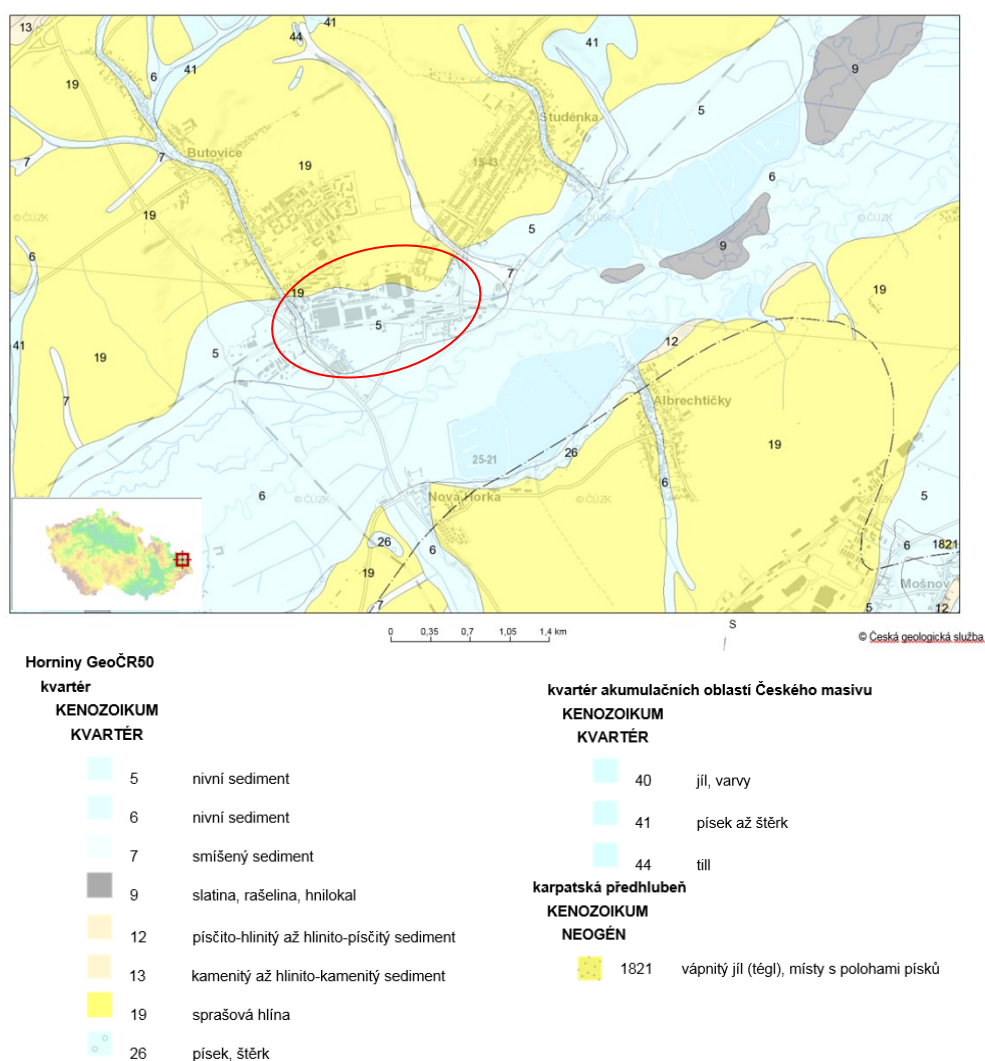 13
41
44
41
19
6
41
9
5
Studénka
Butovice
7
7
15-43
19
6
19
© ČÚZK
© ČÚZK
© ČÚZK
5
9
6
7
19
19
5
41
19
5
12
7
Albrechtičky
19
26
25-21
6
© ČÚZK
Nová Horka
© ČÚZK
6
5
26
6
6
1821
19
Mošnov
7
5
12
0 0,35 0,7 1,05 1,4 km
S
© Česká geologická služba
Horniny GeoČR50
kvartér
KENOZOIKUM
KVARTÉR
5 nivní sediment
6 nivní sediment
7 smíšený sediment
9 slatina, rašelina, hnilokal
12 písčito-hlinitý až hlinito-písčitý sediment
13 kamenitý až hlinito-kamenitý sediment
19 sprašová hlína
26 písek, štěrk
kvartér akumulačních oblastí Českého masivu
KENOZOIKUM
KVARTÉR
40 jíl, varvy
41 písek až štěrk
44 till
karpatská předhlubeň
KENOZOIKUM
NEOGÉN
1821 vápnitý jíl (tégl), místy s polohami písků